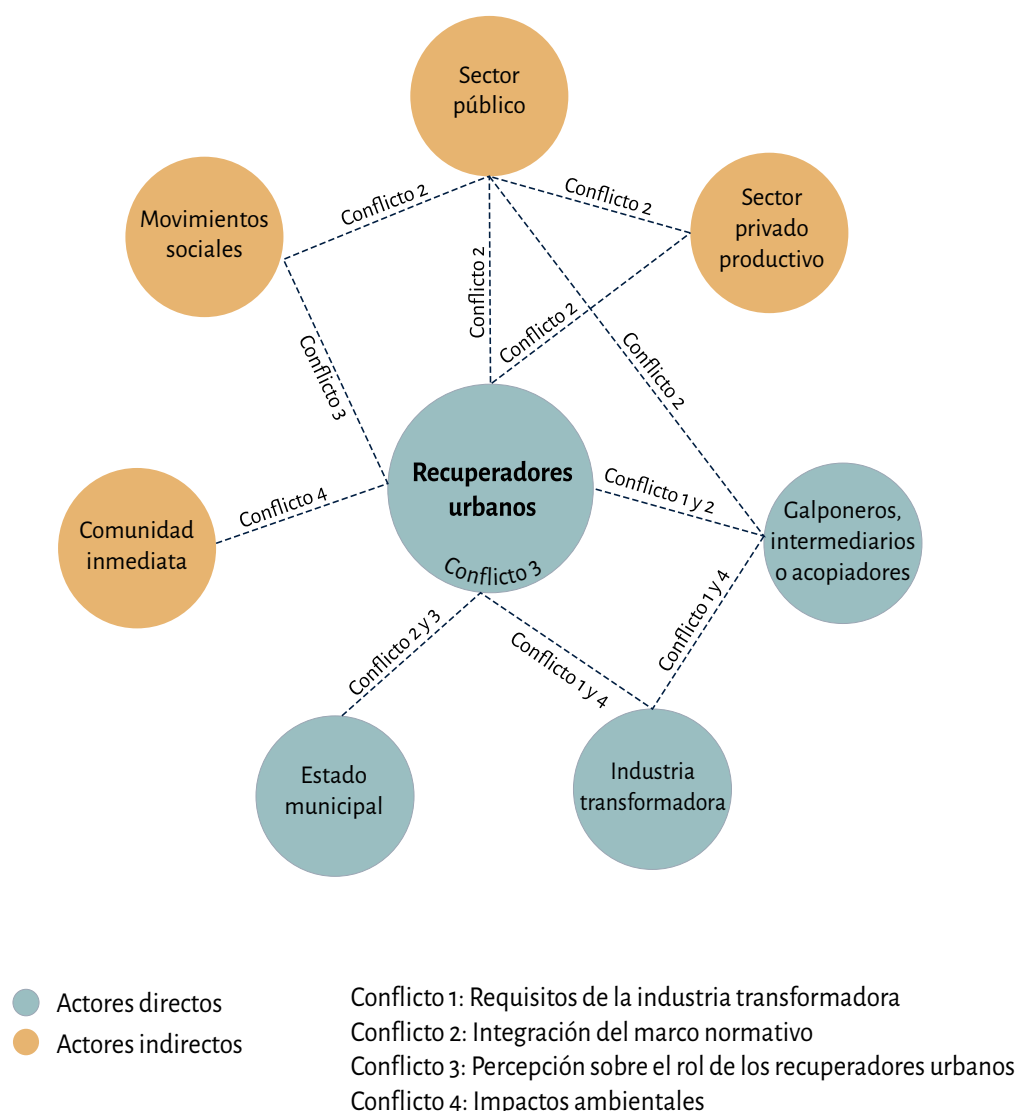 Sector
público
Movimientos
sociales
Sector
privado
productivo
Conflicto 2
Conflicto 2
Conflicto 2
Conflicto 2
Conflicto 2
Conflicto 3
Recuperadores
urbanos
Conflicto 3
Conflicto 4
Conflicto 1 y 2
Comunidad
inmediata
Galponeros,
intermediarios
o acopiadores
Conflicto 2 y 3
Conflicto 1 y 4
Conflicto 1 y 4
Estado
municipal
Industria
transformadora
Actores directos
Actores indirectos
Conflicto 1: Requisitos de la industria transformadora
Conflicto 2: Integración del marco normativo
Conflicto 3: Percepción sobre el rol de los recuperadores urbanos
Conflicto 4: Impactos ambientales